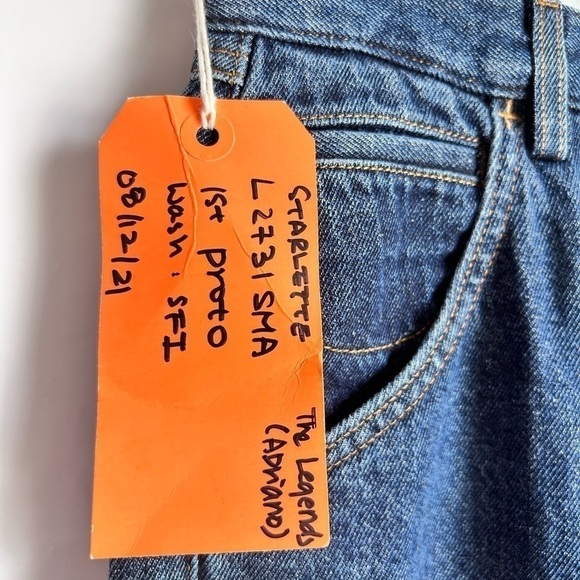 STARLETTE
L2731SMA
1st proto
Wash: SFI
08/12/21
The Legends
(Adriano)